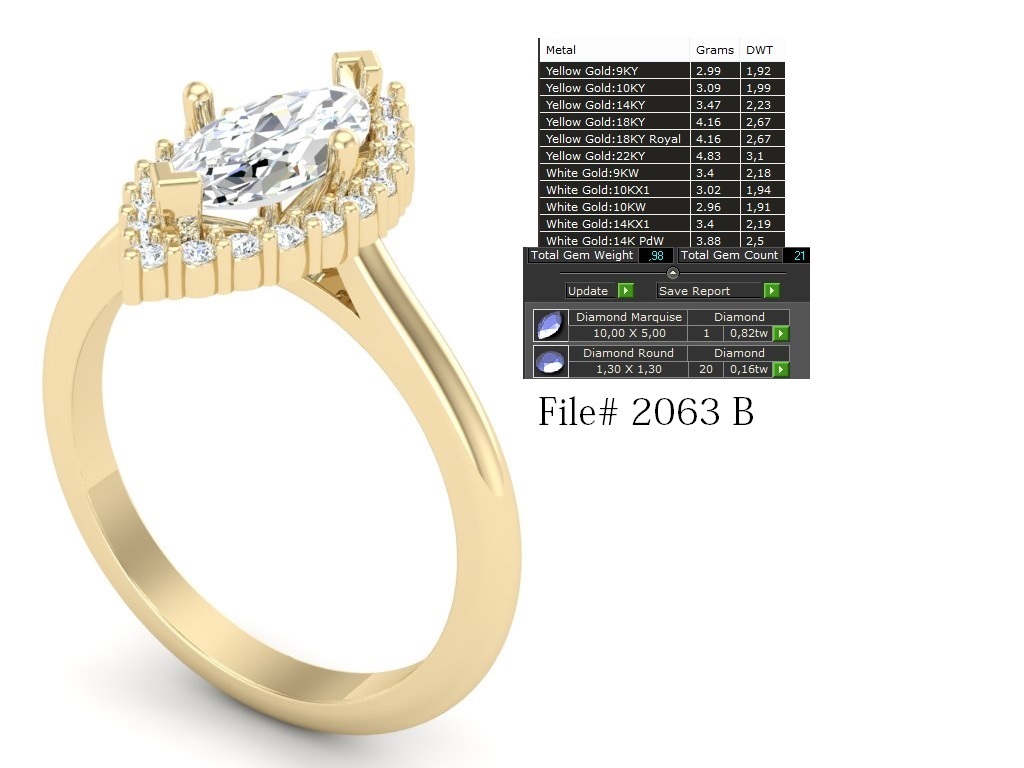 Metal Grams DWT
Yellow Gold:9KY 2.99 1,92
Yellow Gold:10KY 3.09 1,99
Yellow Gold:14KY 3.47 2,23
Yellow Gold:18KY 4.16 2,67
Yellow Gold:18KY Royal 4.16 2,67
Yellow Gold:22KY 4.83 3,1
White Gold:9KW 3.4 2,18
White Gold:10KX1 3.02 1,94
White Gold:10KW 2.96 1,91
White Gold:14KX1 3.4 2,19
White Gold:14K PdW 3.88 2,5
Total Gem Weight .98 Total Gem Count 21
Update Save Report
Diamond Marquise Diamond
10,00 X 5,00 1 0,82tw
Diamond Round Diamond
1,30 X 1,30 20 0,16tw
File# 2063 B